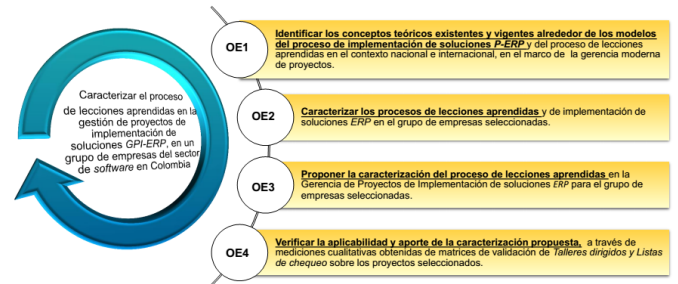 Caracterizar el proceso
de lecciones aprendidas en la
gestión de proyectos de
implementación de
soluciones GPI-ERP, en un
grupo de empresas del sector
de software en Colombia
OE1
Identificar los conceptos teóricos existentes y vigentes alrededor de los modelos
del proceso de implementación de soluciones P-ERP y del proceso de lecciones
aprendidas en el contexto nacional e internacional, en el marco de la gerencia moderna
de proyectos.
OE2
Caracterizar los procesos de lecciones aprendidas y de implementación de
soluciones ERP en el grupo de empresas seleccionadas.
OE3
Proponer la caracterización del proceso de lecciones aprendidas en la
Gerencia de Proyectos de Implementación de soluciones ERP para el grupo de
empresas seleccionadas.
OE4
Verificar la aplicabilidad y aporte de la caracterización propuesta, a través de
mediciones cualitativas obtenidas de matrices de validación de Talleres dirigidos y Listas
de chequeo sobre los proyectos seleccionados.